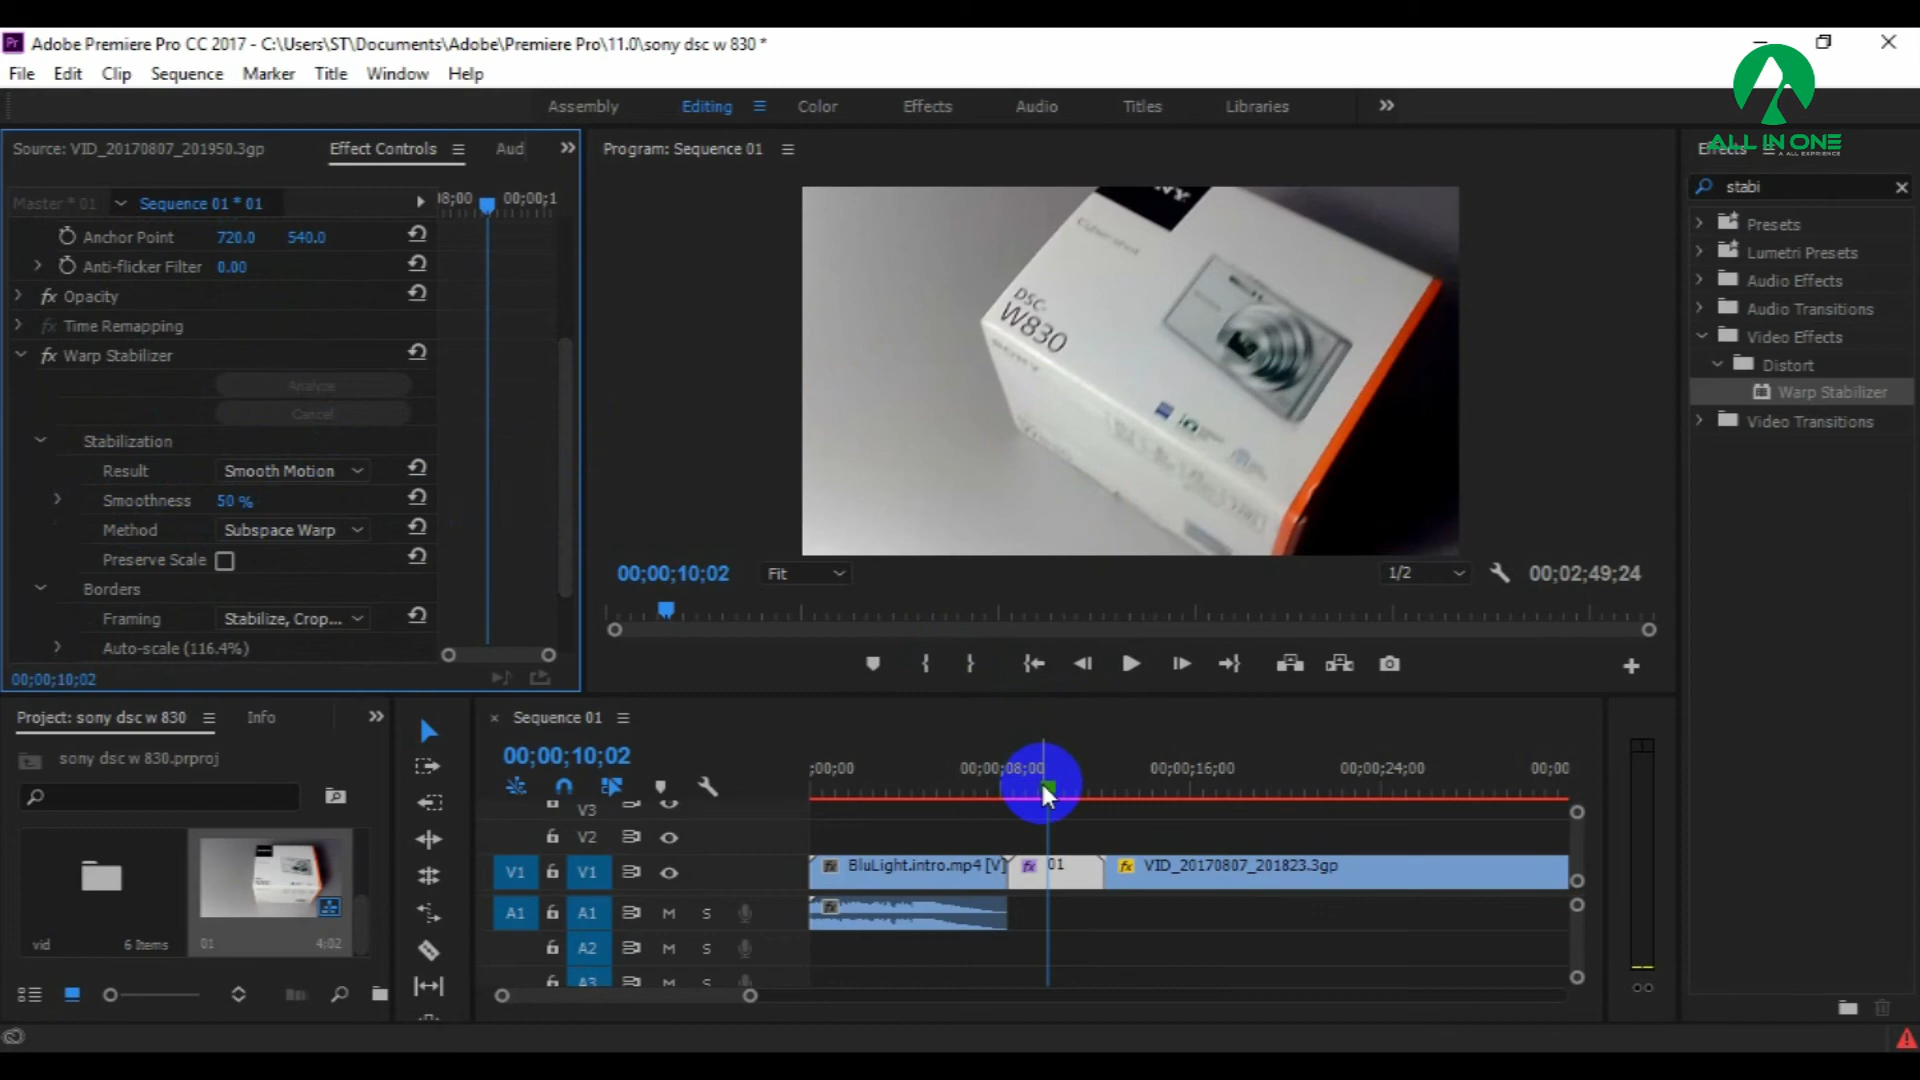 Adobe Premiere Pro CC 2017 - C:\Users\ST\Documents\Adobe\Premiere Pro\11.0\sony dsc w 830 *
File Edit Clip Sequence Marker Title Window Help
Assembly Editing Color Effects Audio Titles Libraries
ALL IN ONE
A ALL EXPERIENCE
Source: VID_20170807_201950.3gp Effect Controls Aud
Program: Sequence 01
Effects
Master * 01 Sequence 01 * 01
00;00;1
stabi
Anchor Point 720.0 540.0
Anti-flicker Filter 0.00
fx Opacity
fx Time Remapping
fx Warp Stabilizer
Analyze
Cancel
Stabilization
Result Smooth Motion
Smoothness 50 %
Method Subspace Warp
Preserve Scale
Borders
Framing Stabilize, Crop...
Auto-scale (116.4%)
00;00;10;02
Cyber-shot
DSC-
W830
SONY
Presets
Lumetri Presets
Audio Effects
Audio Transitions
Video Effects
Distort
Warp Stabilizer
Video Transitions
00;00;10;02 Fit 1/2 00;02;49;24
Project: sony dsc w 830 Info
sony dsc w 830.prproj
vid 6 Items
01 4;02
Sequence 01
00;00;10;02
;00;00 00;00;08;00 00;00;16;00 00;00;24;00 00;00
V3
V2
V1 V1
A1 A1 M S
A2 M S
A3 M S
fx BluLight.intro.mp4 [V] fx 01 fx VID_20170807_201823.3gp
fx